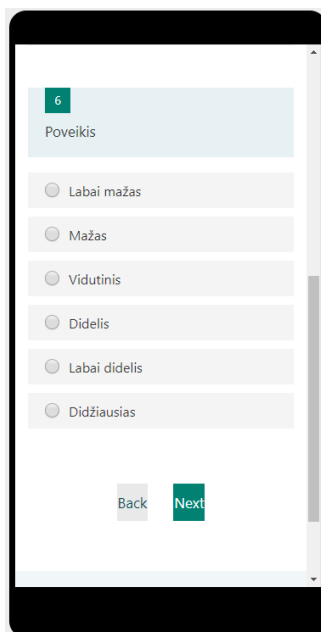 6
Poveikis
Labai mažas
Mažas
Vidutinis
Didelis
Labai didelis
Didžiausias
Back Next